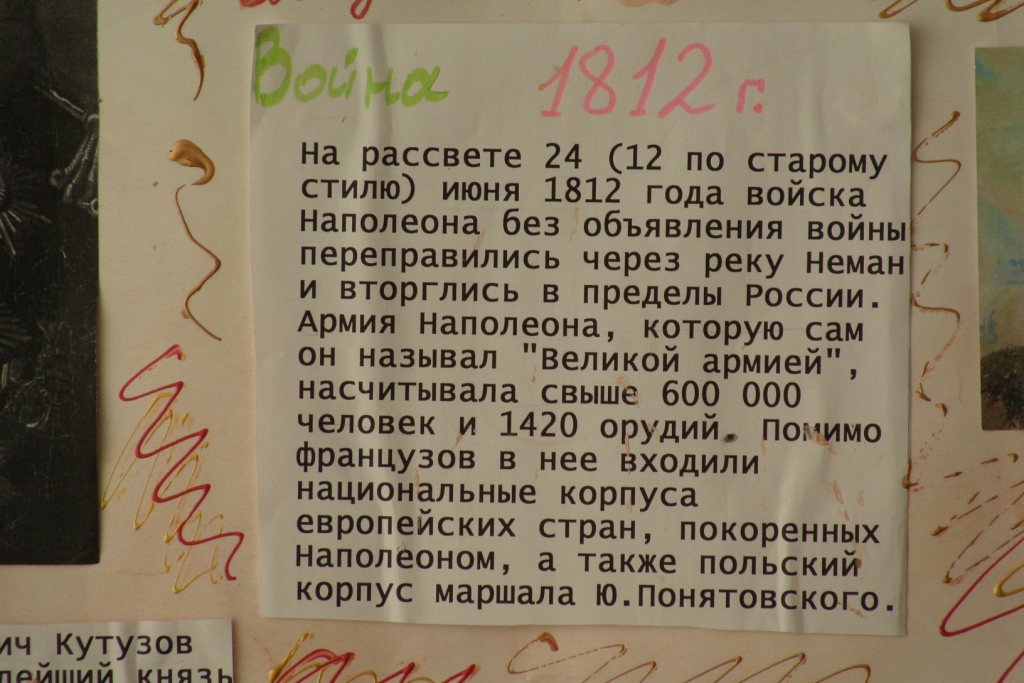 Война 1812 г.
На рассвете 24 (12 по старому
стилю) июня 1812 года войска
Наполеона без объявления войны
переправились через реку Неман
и вторглись в пределы России.
Армия Наполеона, которую сам
он называл "Великой армией",
насчитывала свыше 600 000
человек и 1420 орудий. Помимо
французов в нее входили
национальные корпуса
европейских стран, покоренных
Наполеоном, а также польский
корпус маршала Ю.Понятовского.
ич Кутузов
лейший князь